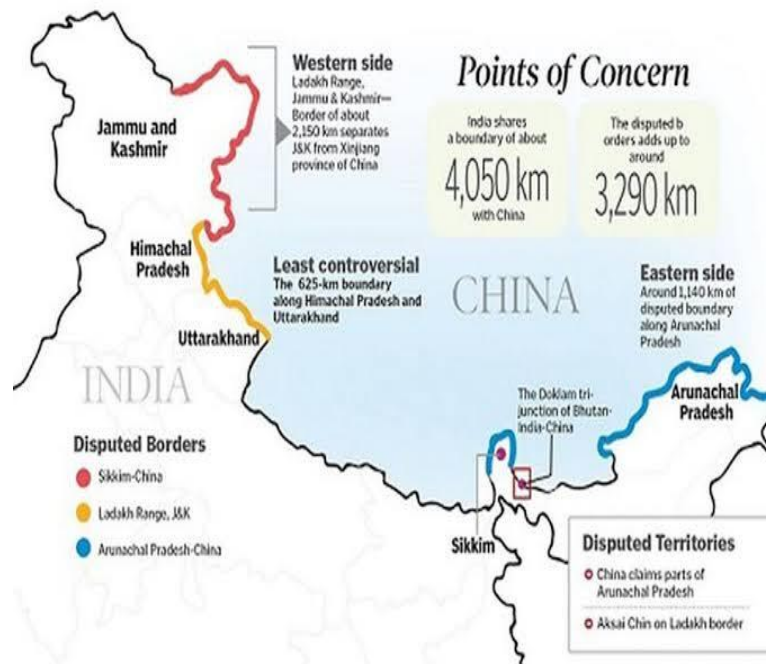 Points of Concern
Western side
Ladakh Range,
Jammu & Kashmir—
Border of about
2,150 km separates
J&K from Xinjiang
province of China
India shares
a boundary of about
4,050 km
with China
The disputed b
orders adds up to
around
3,290 km
Jammu and
Kashmir
Himachal
Pradesh
Least controversial
The 625-km boundary
along Himachal Pradesh and
Uttarakhand
Uttarakhand
CHINA
Eastern side
Around 1,140 km of
disputed boundary
along Arunachal
Pradesh
INDIA
The Doklam tri-
junction of Bhutan-
India-China
Arunachal
Pradesh
Disputed Borders
Sikkim-China
Ladakh Range, J&K
Arunachal Pradesh-China
Sikkim
Disputed Territories
China claims parts of
Arunachal Pradesh
Aksai Chin on Ladakh border